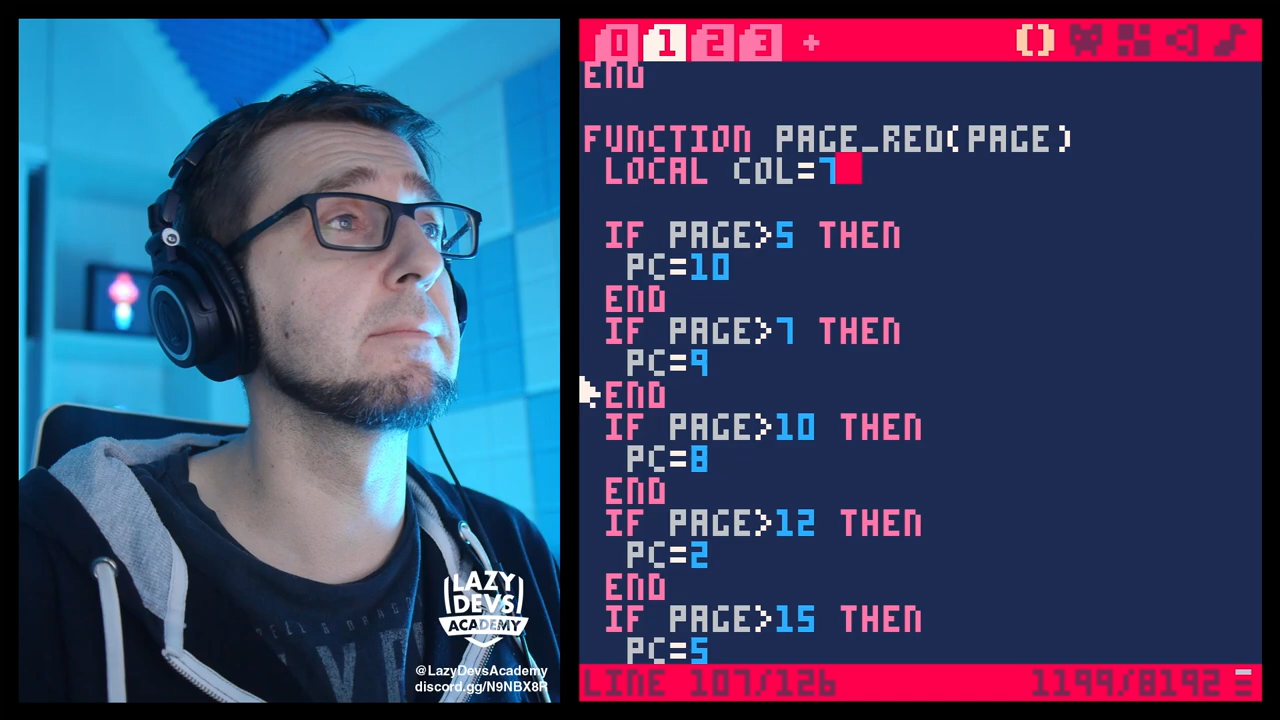 0 1 2 3 +
END
FUNCTION PAGE_RED(PAGE)
LOCAL COL=7
IF PAGE>5 THEN
PC=10
END
IF PAGE>7 THEN
PC=9
END
IF PAGE>10 THEN
PC=8
END
IF PAGE>12 THEN
PC=2
END
IF PAGE>15 THEN
PC=5
LINE 107/126 1199/8192
LAZY
DEVS
ACADEMY
@LazyDevsAcademy
discord.gg/N9NBX8R